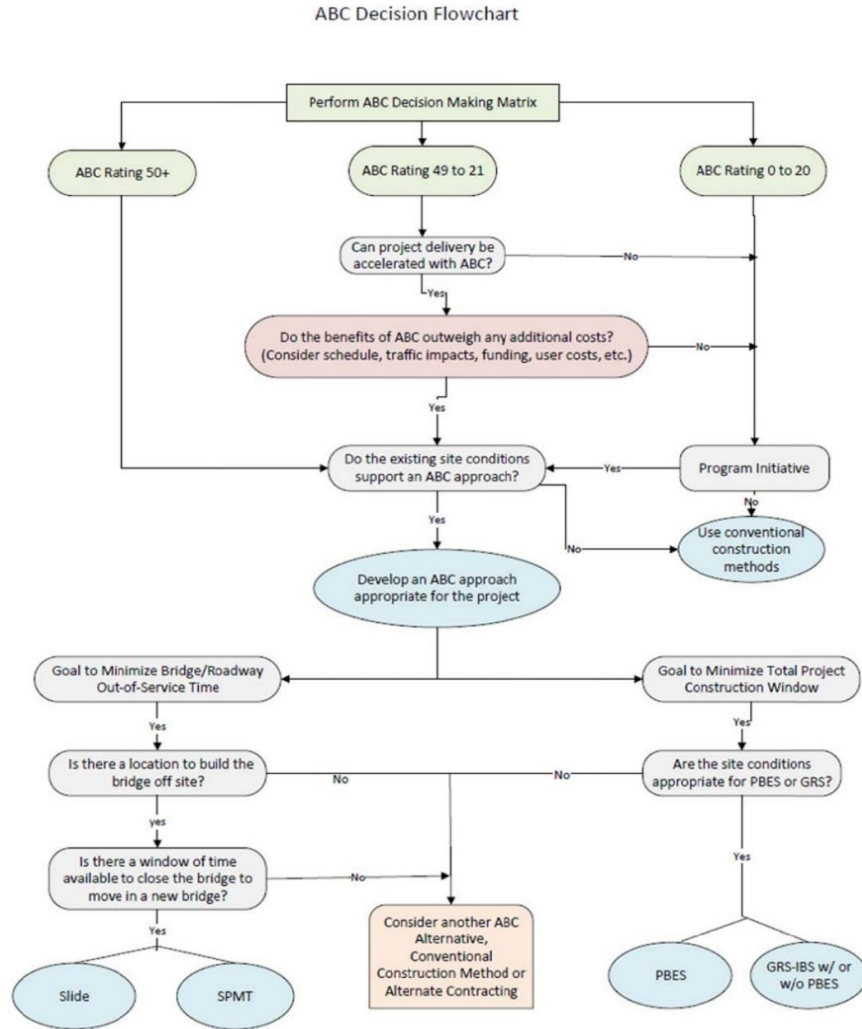 ABC Decision Flowchart
Perform ABC Decision Making Matrix
ABC Rating 50+
ABC Rating 49 to 21
ABC Rating 0 to 20
Can project delivery be
accelerated with ABC?
No
Yes
Do the benefits of ABC outweigh any additional costs?
(Consider schedule, traffic impacts, funding, user costs, etc.)
No
Yes
Do the existing site conditions
support an ABC approach?
Yes
Program Initiative
Yes
No
No
Use conventional
construction
methods
Develop an ABC approach
appropriate for the project
Goal to Minimize Bridge/Roadway
Out-of-Service Time
Goal to Minimize Total Project
Construction Window
Yes
Yes
Is there a location to build the
bridge off site?
No
No
Are the site conditions
appropriate for PBES or GRS?
yes
Is there a window of time
available to close the bridge to
move in a new bridge?
No
Yes
Yes
Consider another ABC
Alternative,
Conventional
Construction Method or
Alternate Contracting
Slide
SPMT
PBES
GRS-IBS w/ or
w/o PBES